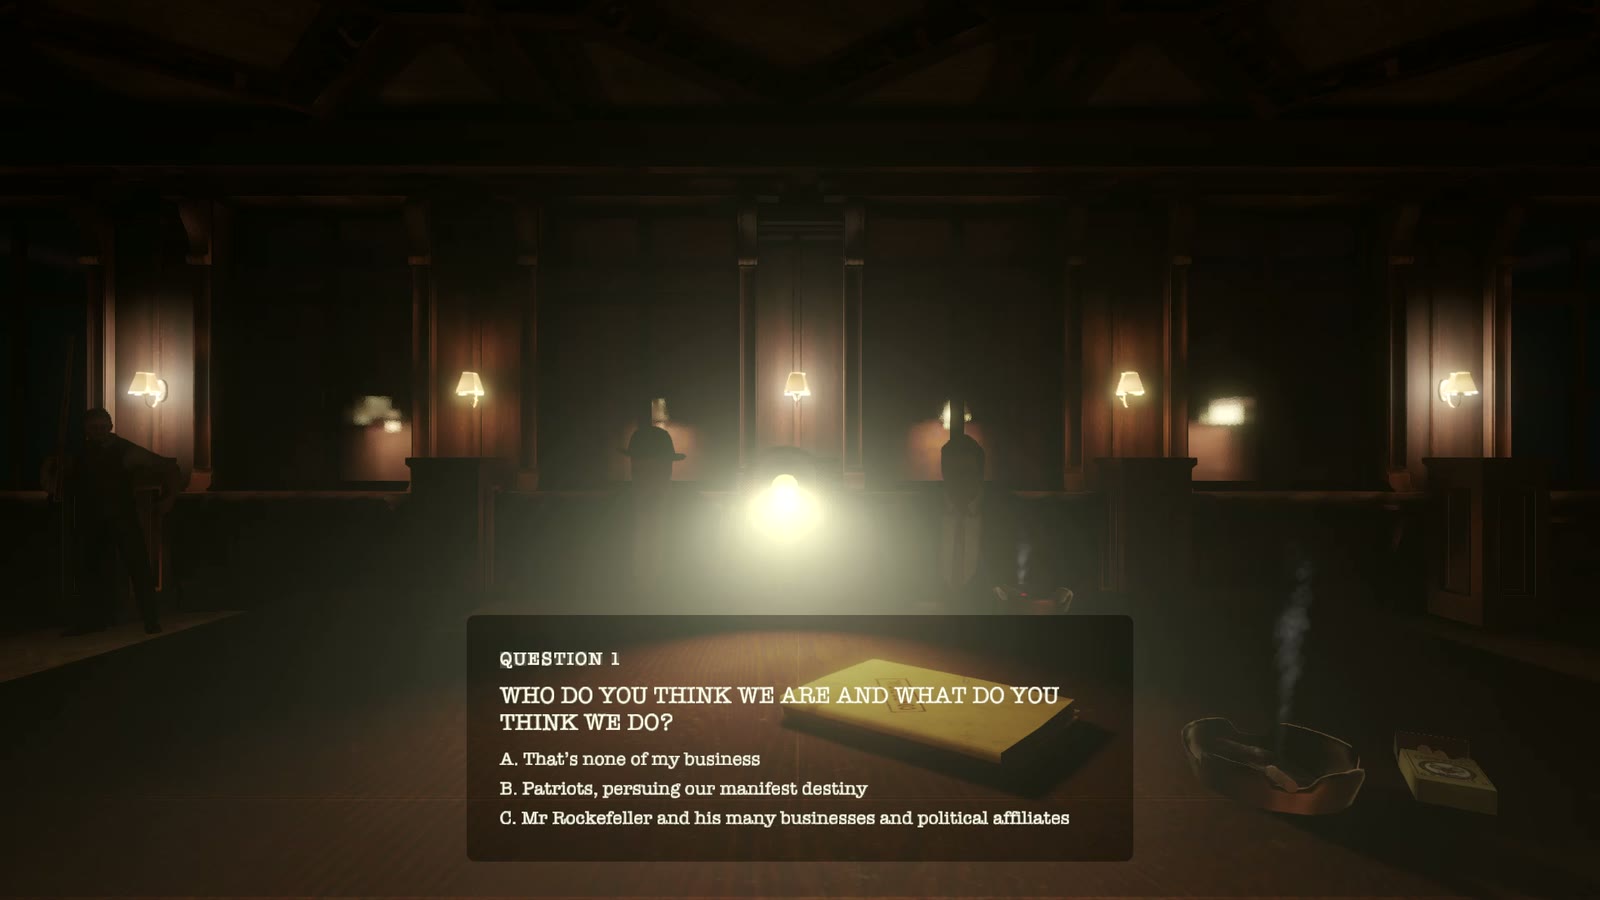 QUESTION 1
WHO DO YOU THINK WE ARE AND WHAT DO YOU
THINK WE DO?
A. That's none of my business
B. Patriots, persuing our manifest destiny
C. Mr Rockefeller and his many businesses and political affiliates